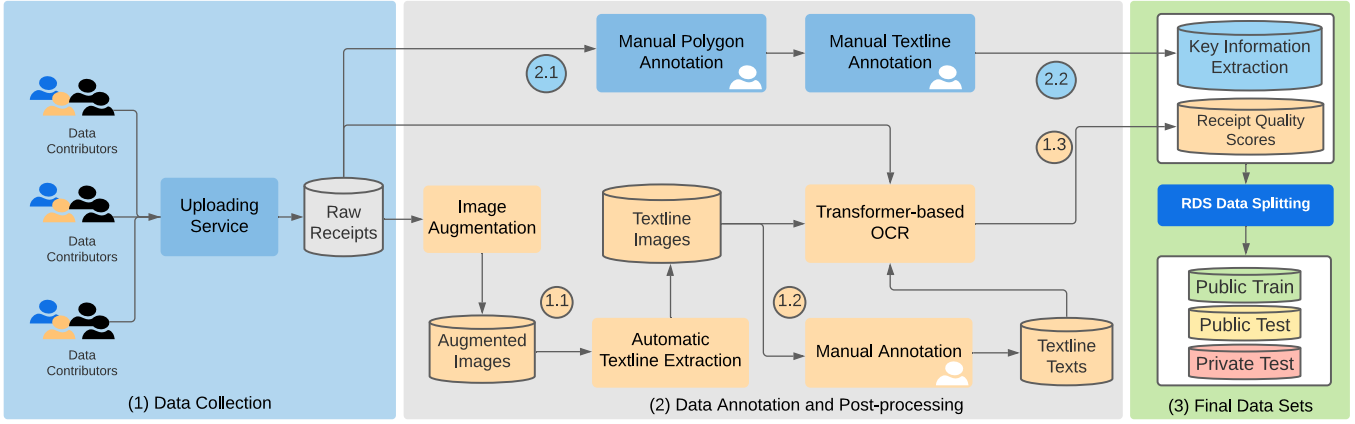 Data
Contributors
Data
Contributors
Data
Contributors
Uploading
Service
Raw
Receipts
(1) Data Collection
2.1
Manual Polygon
Annotation
Manual Textline
Annotation
2.2
Image
Augmentation
Augmented
Images
1.1
Automatic
Textline Extraction
Textline
Images
1.2
Transformer-based
OCR
Manual Annotation
Textline
Texts
1.3
(2) Data Annotation and Post-processing
Key Information
Extraction
Receipt Quality
Scores
RDS Data Splitting
Public Train
Public Test
Private Test
(3) Final Data Sets